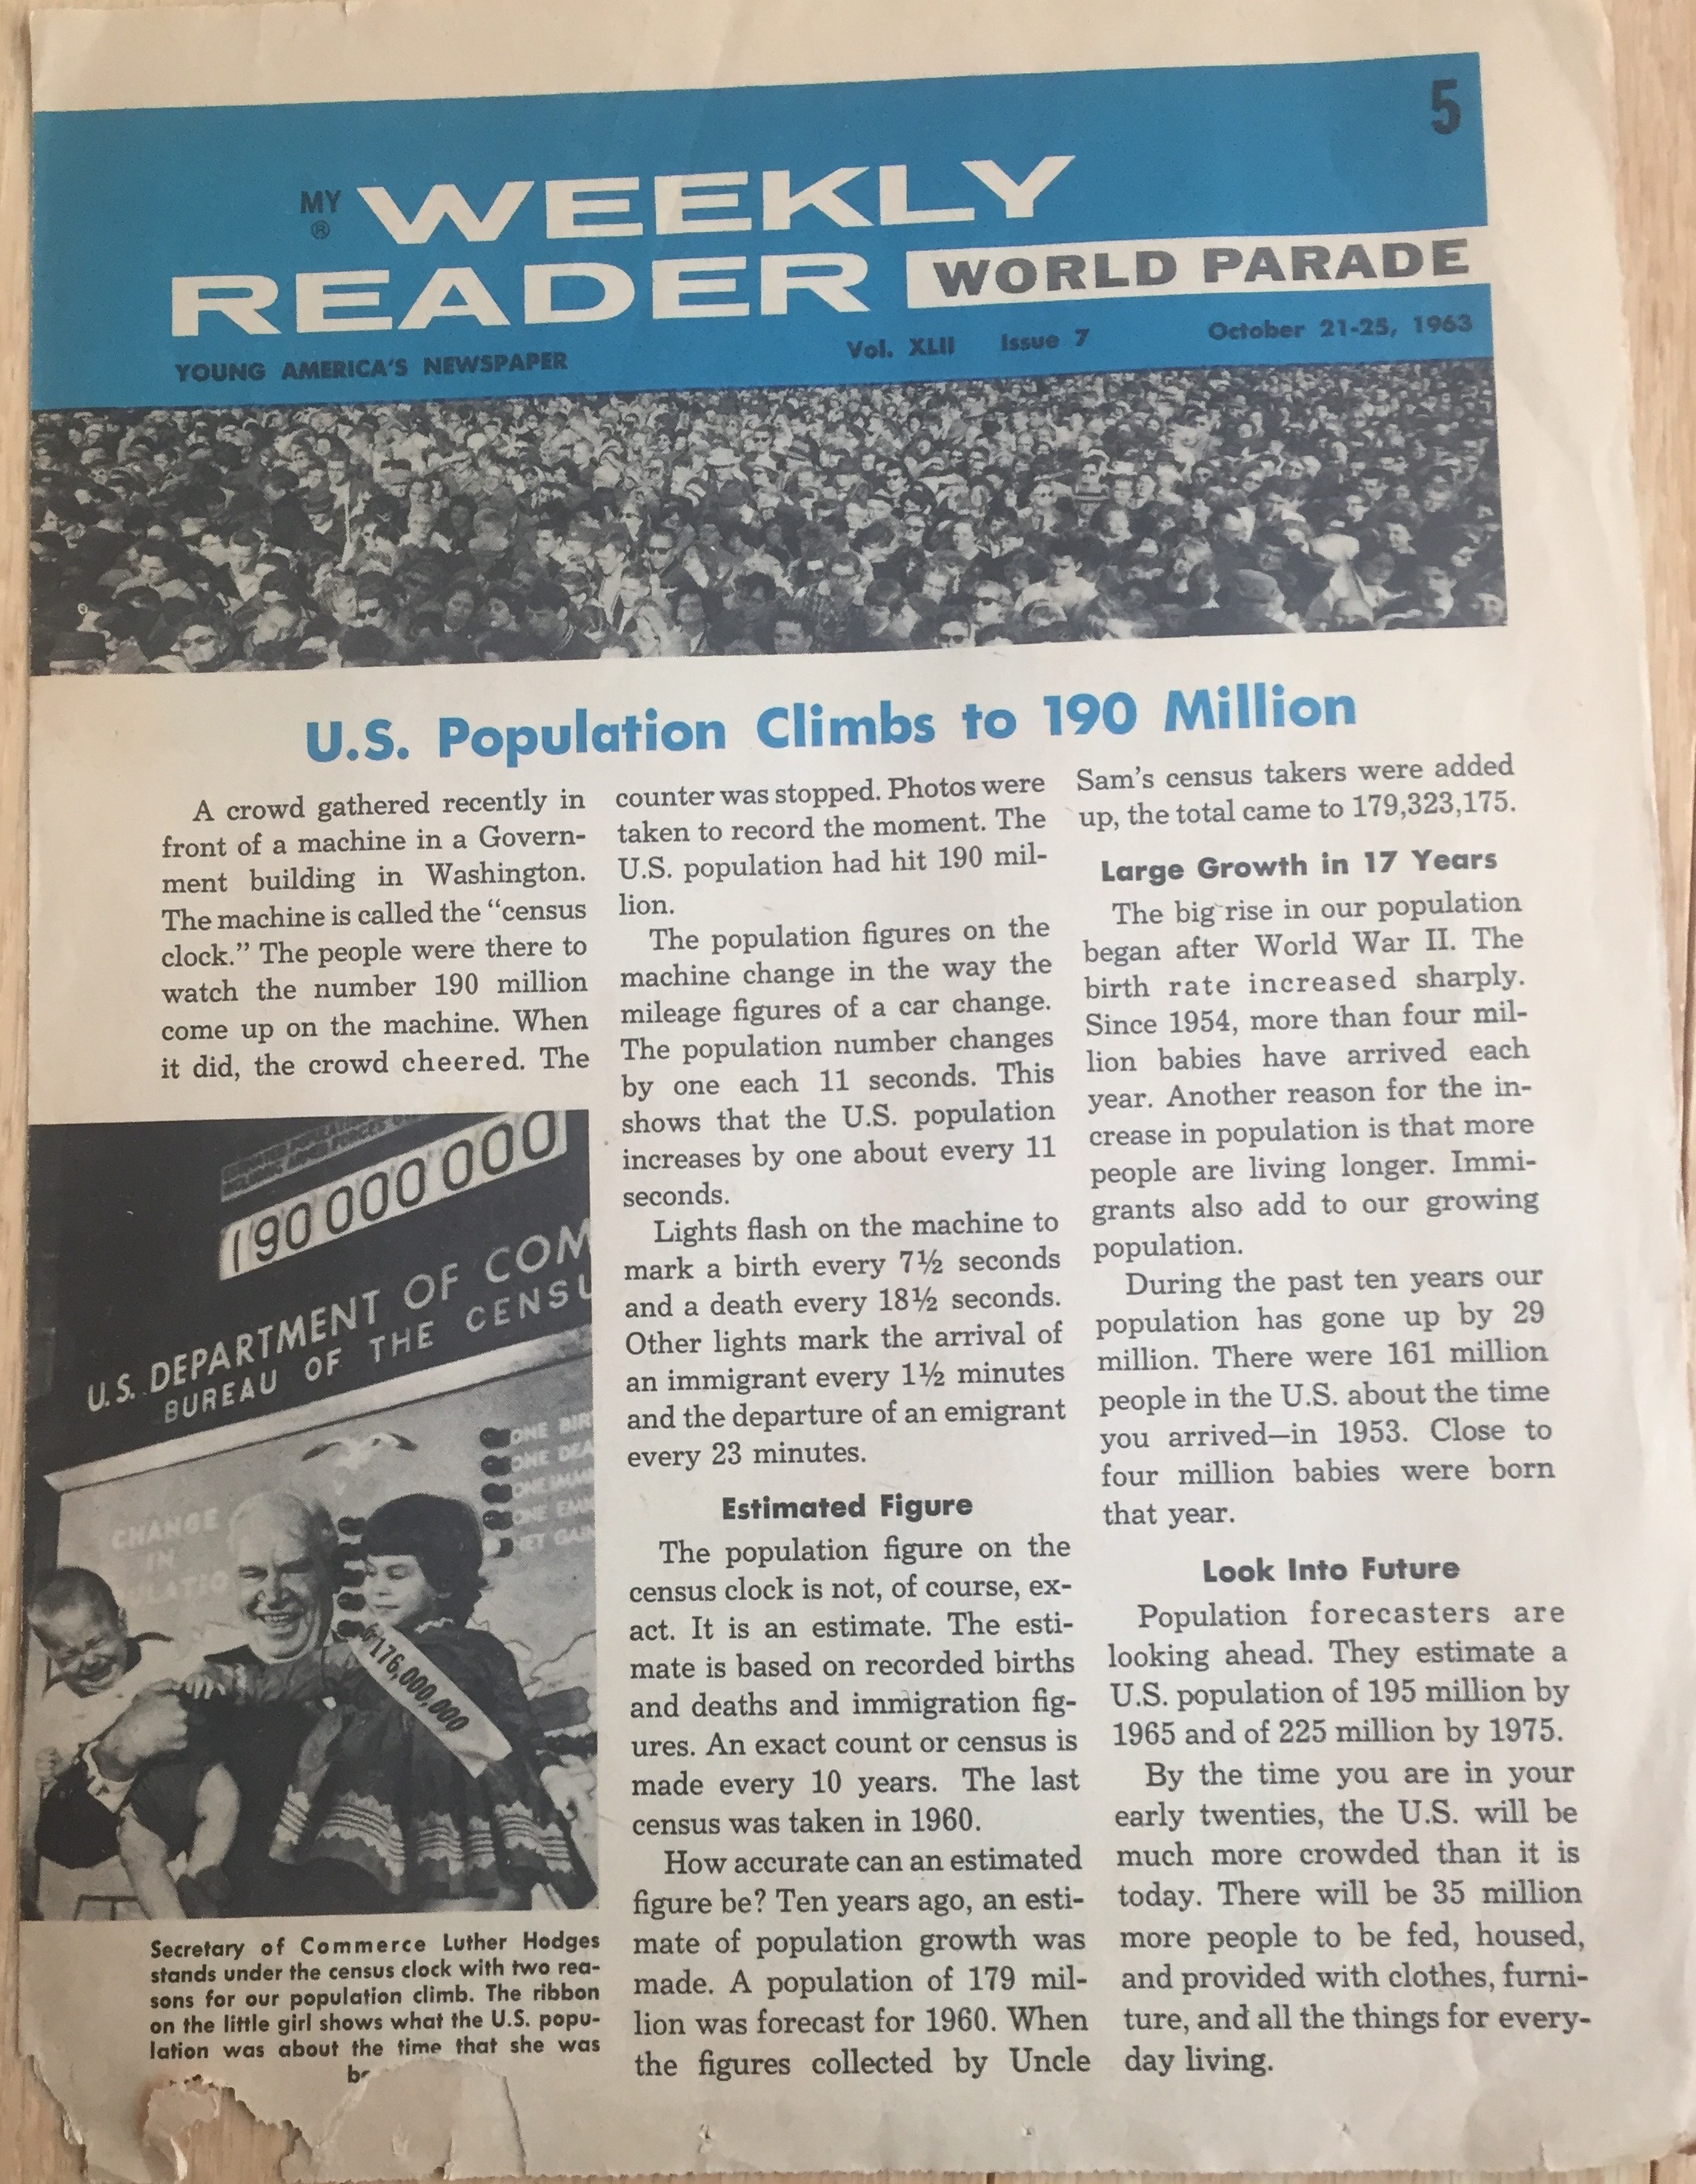 5
MY
®
WEEKLY
READER WORLD PARADE
YOUNG AMERICA'S NEWSPAPER Vol. XLII Issue 7 October 21-25, 1963
U.S. Population Climbs to 190 Million
A crowd gathered recently in
front of a machine in a Govern-
ment building in Washington.
The machine is called the “census
clock.” The people were there to
watch the number 190 million
come up on the machine. When
it did, the crowd cheered. The
190000000
U.S. DEPARTMENT OF COM
BUREAU OF THE CENSU
ONE BIR
ONE DEA
ONE IMMI
ONE EMI
NET GAIN
CHANGE
IN
ULATIO
176,000,000
Secretary of Commerce Luther Hodges
stands under the census clock with two rea-
sons for our population climb. The ribbon
on the little girl shows what the U.S. popu-
lation was about the time that she was
counter was stopped. Photos were
taken to record the moment. The
U.S. population had hit 190 mil-
lion.
The population figures on the
machine change in the way the
mileage figures of a car change.
The population number changes
by one each 11 seconds. This
shows that the U.S. population
increases by one about every 11
seconds.
Lights flash on the machine to
mark a birth every 7½ seconds
and a death every 18½ seconds.
Other lights mark the arrival of
an immigrant every 1½ minutes
and the departure of an emigrant
every 23 minutes.
Estimated Figure
The population figure on the
census clock is not, of course, ex-
act. It is an estimate. The esti-
mate is based on recorded births
and deaths and immigration fig-
ures. An exact count or census is
made every 10 years. The last
census was taken in 1960.
How accurate can an estimated
figure be? Ten years ago, an esti-
mate of population growth was
made. A population of 179 mil-
lion was forecast for 1960. When
the figures collected by Uncle
Sam's census takers were added
up, the total came to 179,323,175.
Large Growth in 17 Years
The big rise in our population
began after World War II. The
birth rate increased sharply.
Since 1954, more than four mil-
lion babies have arrived each
year. Another reason for the in-
crease in population is that more
people are living longer. Immi-
grants also add to our growing
population.
During the past ten years our
population has gone up by 29
million. There were 161 million
people in the U.S. about the time
you arrived—in 1953. Close to
four million babies were born
that year.
Look Into Future
Population forecasters are
looking ahead. They estimate a
U.S. population of 195 million by
1965 and of 225 million by 1975.
By the time you are in your
early twenties, the U.S. will be
much more crowded than it is
today. There will be 35 million
more people to be fed, housed,
and provided with clothes, furni-
ture, and all the things for every-
day living.